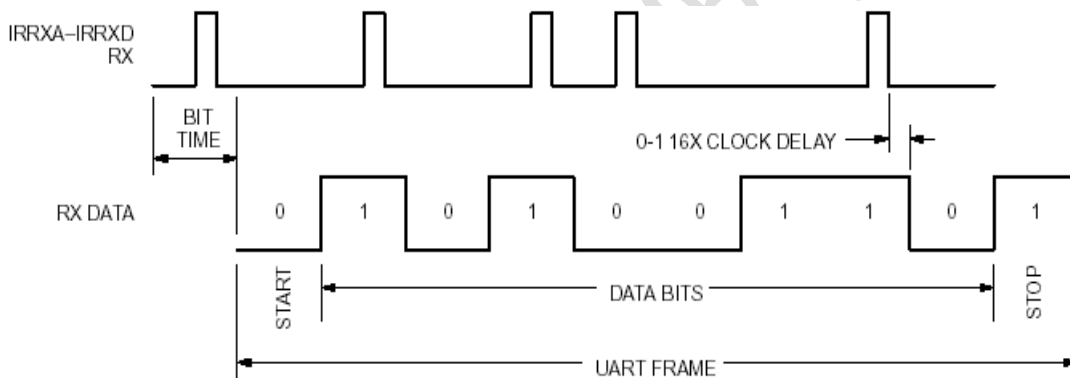 IRRXA–IRRXD
RX
BIT
TIME
0-1 16X CLOCK DELAY
RX DATA
0 1 0 1 0 0 1 1 0 1
START
DATA BITS
STOP
UART FRAME